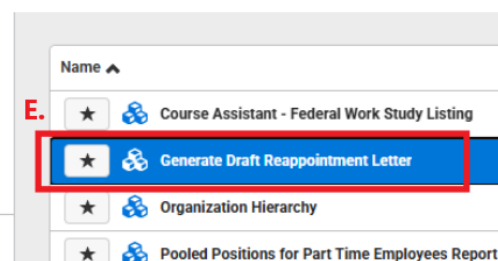 Name
E.
Course Assistant - Federal Work Study Listing
Generate Draft Reappointment Letter
Organization Hierarchy
Pooled Positions for Part Time Employees Report